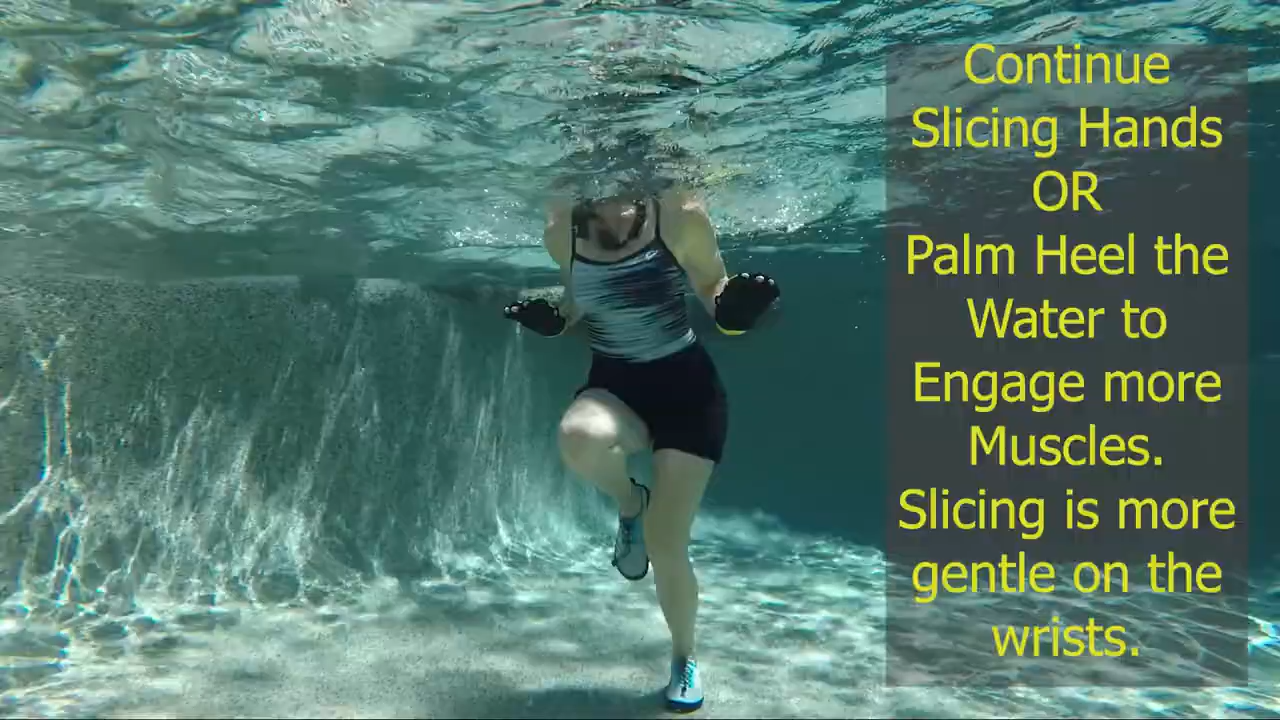 Continue
Slicing Hands
OR
Palm Heel the
Water to
Engage more
Muscles.
Slicing is more
gentle on the
wrists.